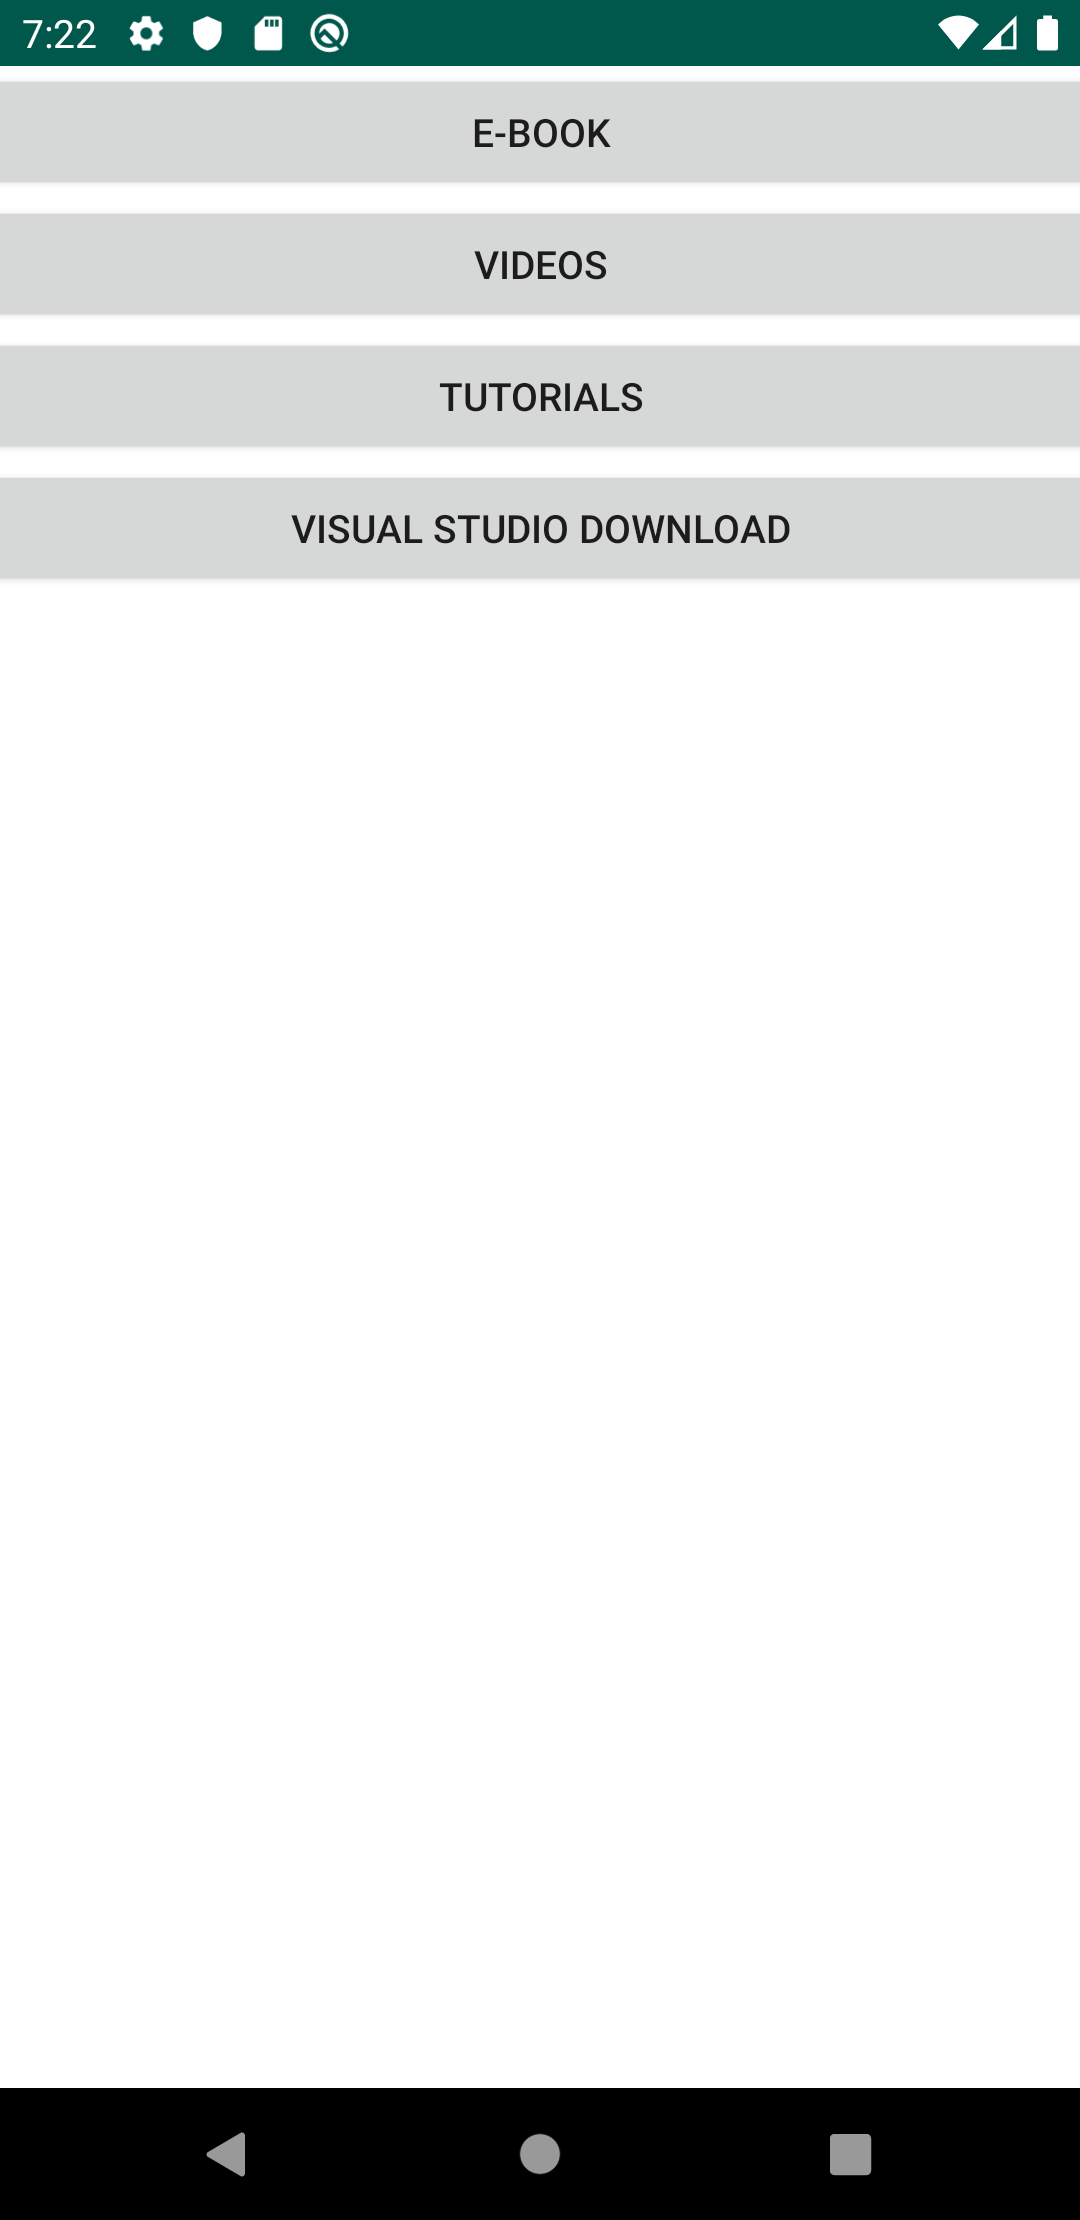 7:22
E-BOOK
VIDEOS
TUTORIALS
VISUAL STUDIO DOWNLOAD